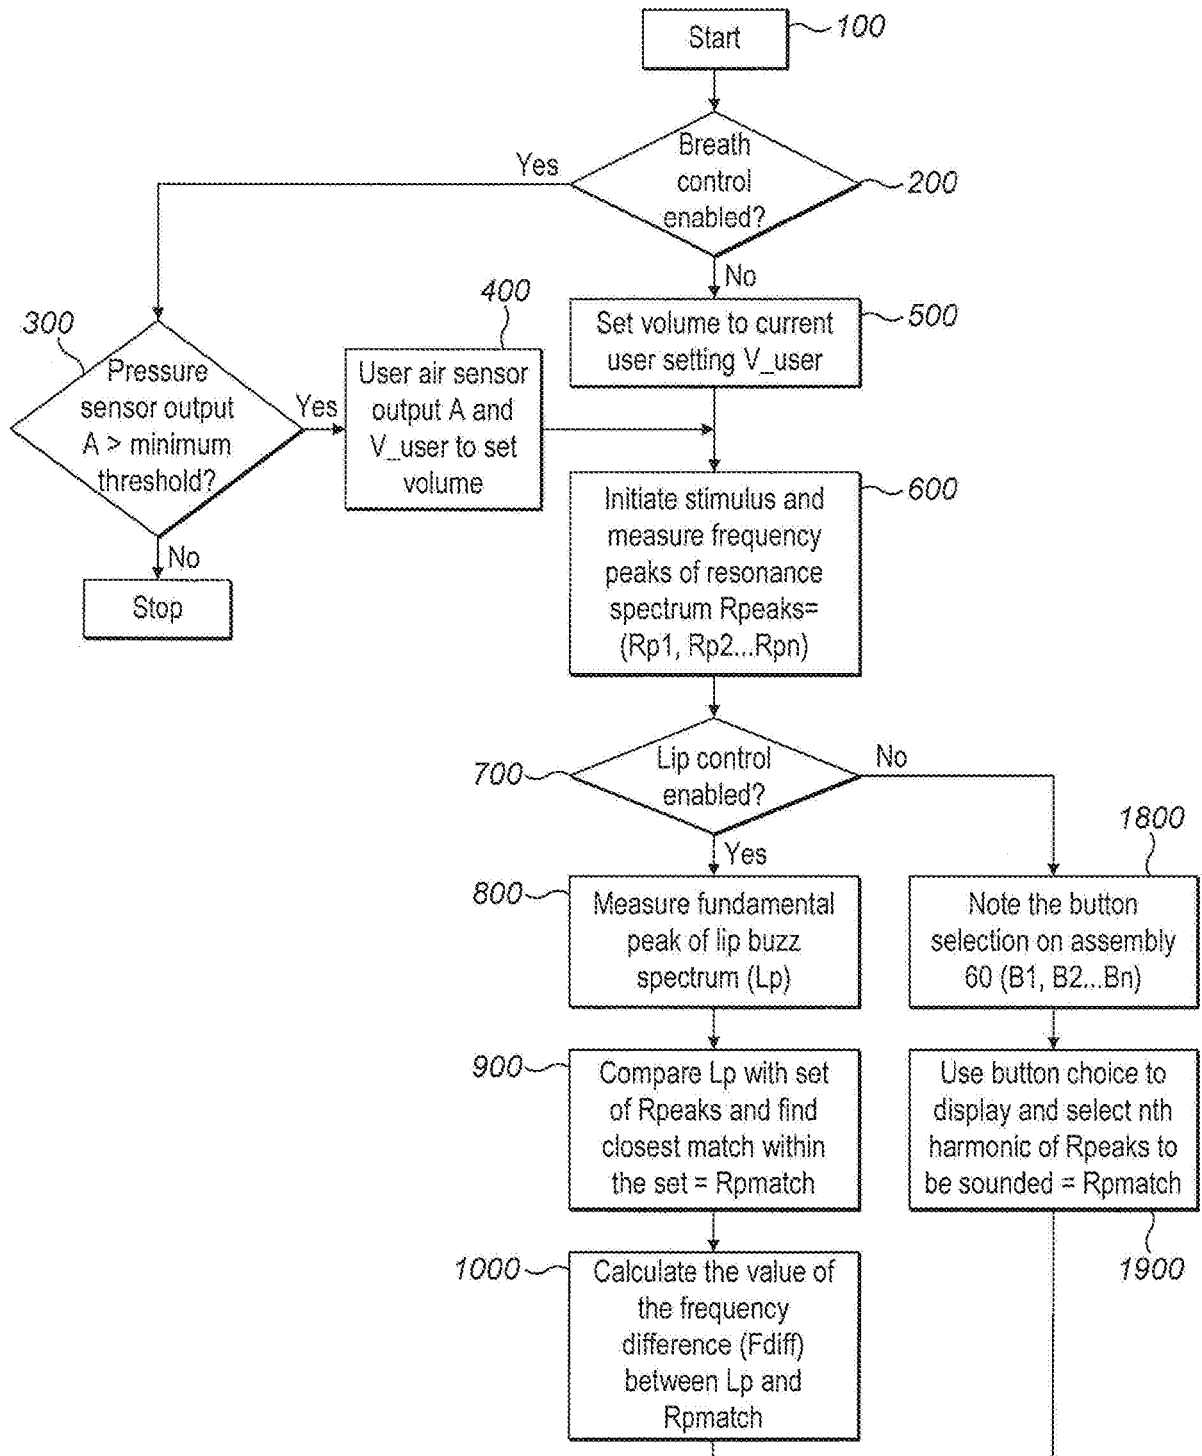 Start
100
Breath
control
enabled?
200
Yes
No
Set volume to current
user setting V_user
500
300
Pressure
sensor output
A > minimum
threshold?
Yes
No
Stop
400
User air sensor
output A and
V_user to set
volume
600
Initiate stimulus and
measure frequency
peaks of resonance
spectrum Rpeaks=
(Rp1, Rp2...Rpn)
700
Lip control
enabled?
No
Yes
800
Measure fundamental
peak of lip buzz
spectrum (Lp)
1800
Note the button
selection on assembly
60 (B1, B2...Bn)
900
Compare Lp with set
of Rpeaks and find
closest match within
the set = Rpmatch
Use button choice to
display and select nth
harmonic of Rpeaks to
be sounded = Rpmatch
1900
1000
Calculate the value of
the frequency
difference (Fdiff)
between Lp and
Rpmatch